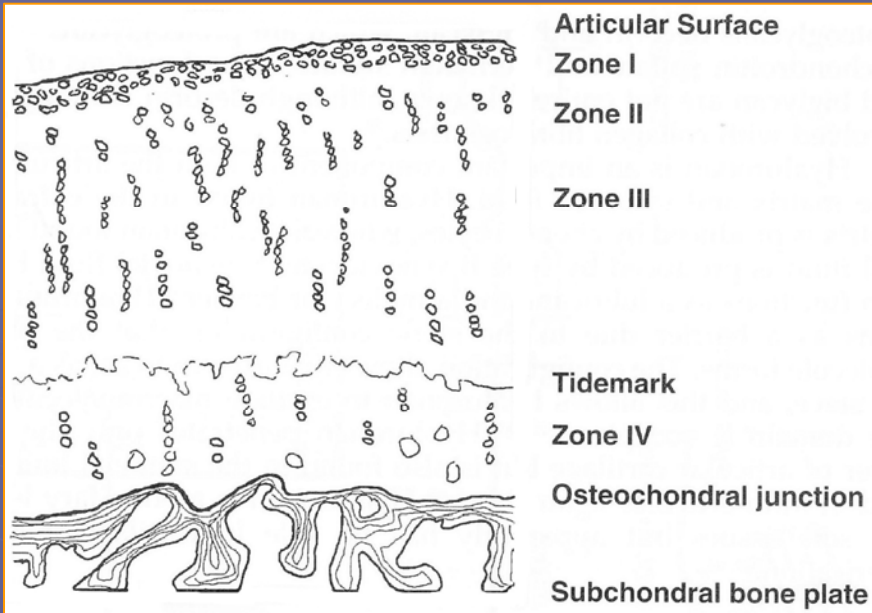 Articular Surface
Zone I
Zone II
Zone III
Tidemark
Zone IV
Osteochondral junction
Subchondral bone plate